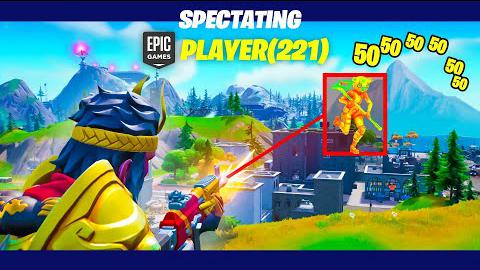 SPECTATING
EPIC
GAMES
PLAYER(221)
50 50 50 50 50 50